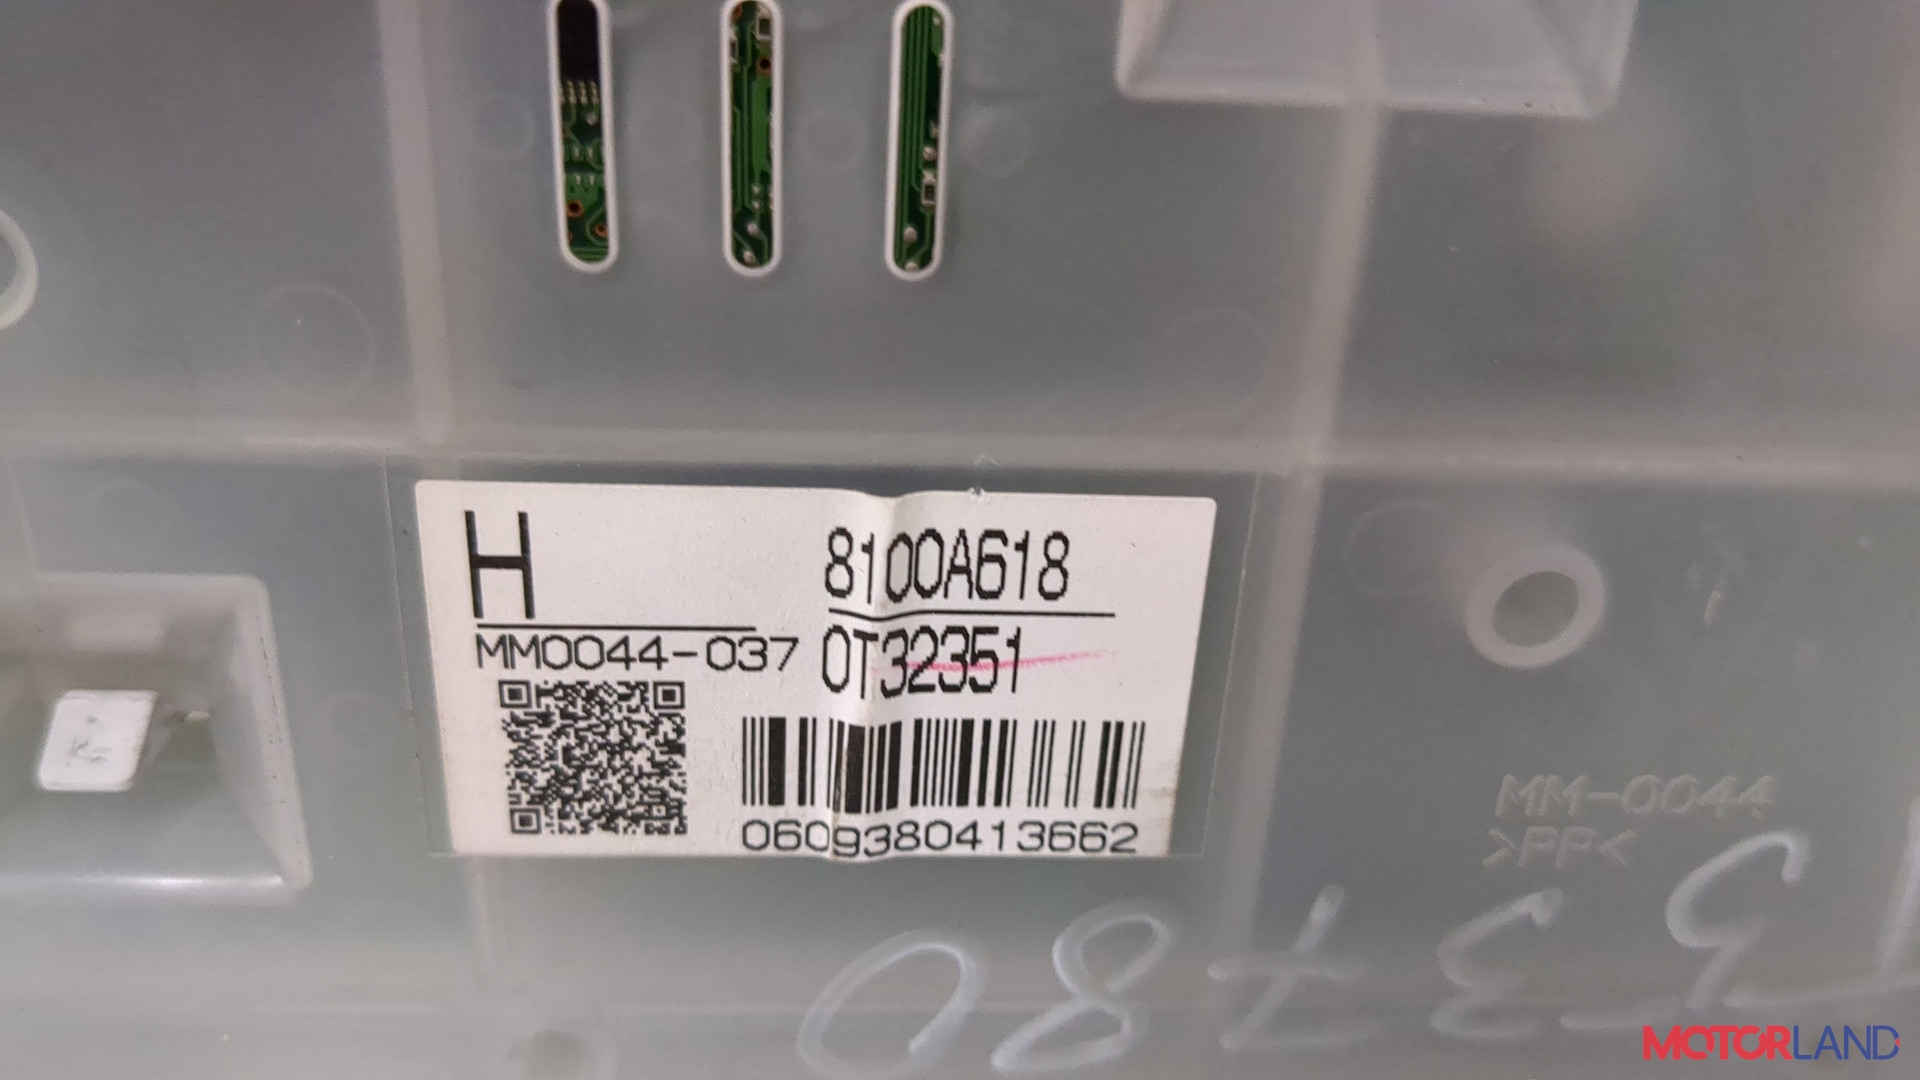 H
8100A618
MM0044-037
0T32351
0609380413662
MM-0044
>PP<
MOTORLAND